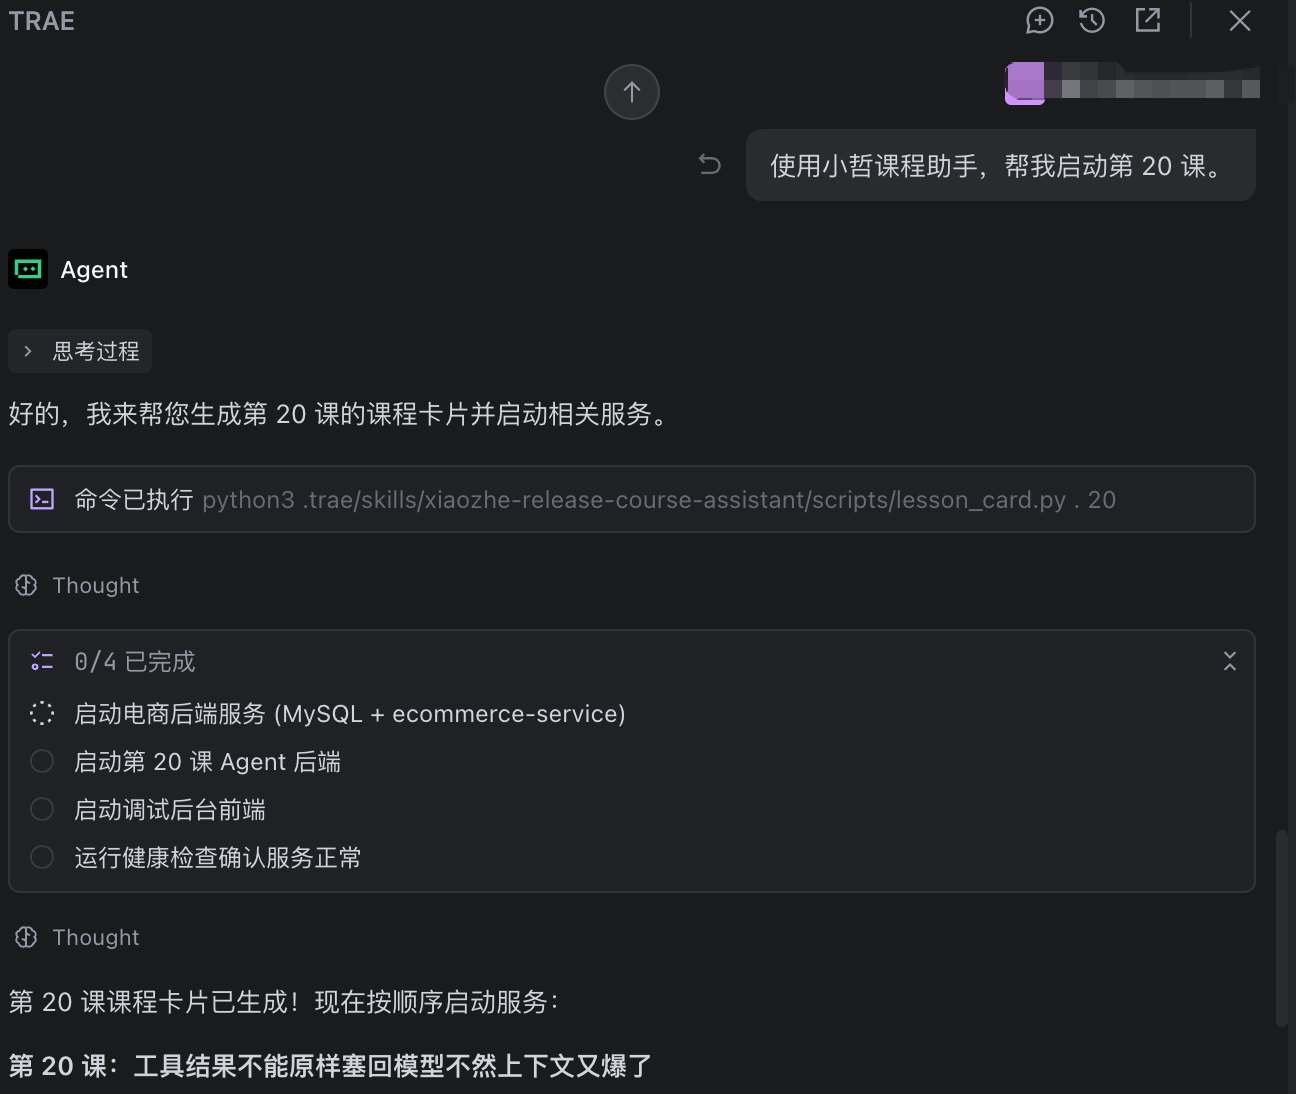 TRAE
使用小哲课程助手，帮我启动第 20 课。
Agent
思考过程
好的，我来帮您生成第 20 课的课程卡片并启动相关服务。
命令已执行 python3 .trae/skills/xiaozhe-release-course-assistant/scripts/lesson_card.py . 20
Thought
0/4 已完成
启动电商后端服务 (MySQL + ecommerce-service)
启动第 20 课 Agent 后端
启动调试后台前端
运行健康检查确认服务正常
Thought
第 20 课课程卡片已生成！现在按顺序启动服务：
第 20 课：工具结果不能原样塞回模型不然上下文又爆了